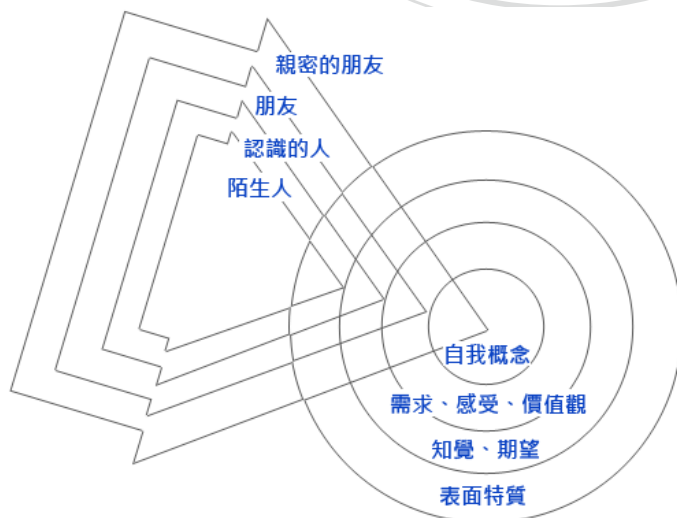 親密的朋友
朋友
認識的人
陌生人
自我概念
需求、感受、價值觀
知覺、期望
表面特質